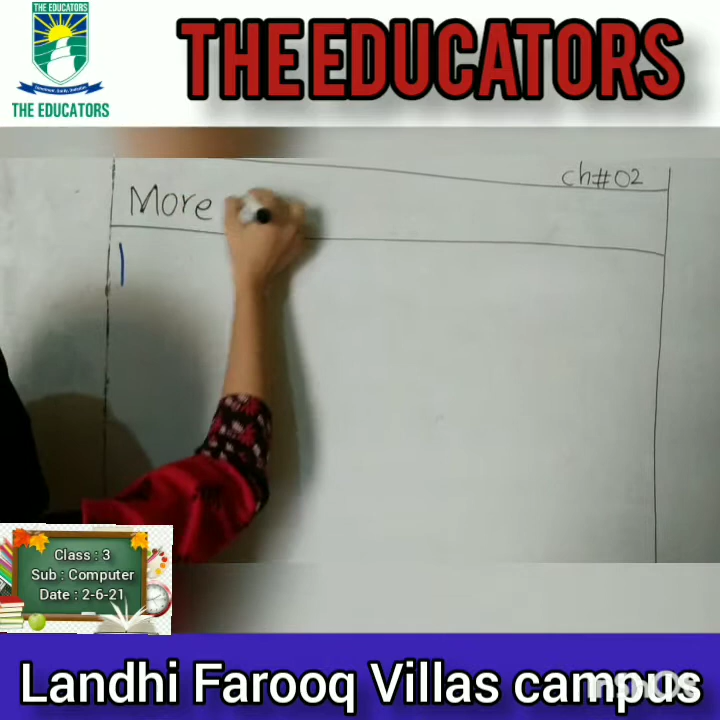 THE EDUCATORS
THE EDUCATORS
THE EDUCATORS
ch#02
More
Class : 3
Sub : Computer
Date : 2-6-21
Landhi Farooq Villas campus